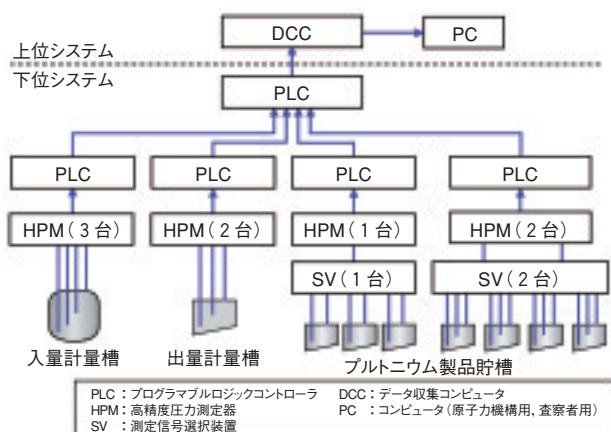 DCC
PC
上位システム
下位システム
PLC
PLC
PLC
PLC
PLC
HPM(3台)
HPM(2台)
HPM(1台)
HPM(2台)
SV(1台)
SV(2台)
入量計量槽
出量計量槽
プルトニウム製品貯槽
PLC:プログラマブルロジックコントローラ DCC:データ収集コンピュータ
HPM:高精度圧力測定器 PC :コンピュータ(原子力機構用,査察者用)
SV :測定信号選択装置